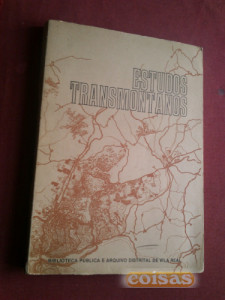 ESTUDOS
TRANSMONTANOS
BIBLIOTECA PÚBLICA E ARQUIVO DISTRITAL DE VILA REAL
coisas